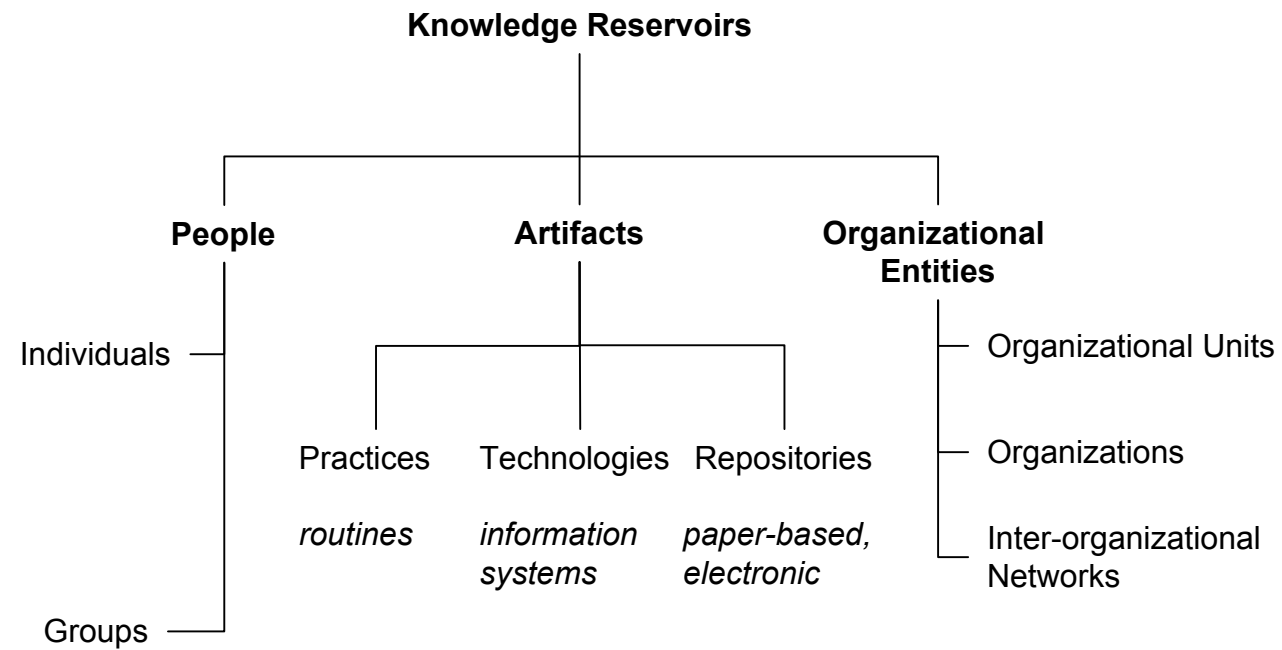 Knowledge Reservoirs
People
Artifacts
Organizational
Entities
Individuals
Groups
Practices
routines
Technologies
information
systems
Repositories
paper-based,
electronic
Organizational Units
Organizations
Inter-organizational
Networks